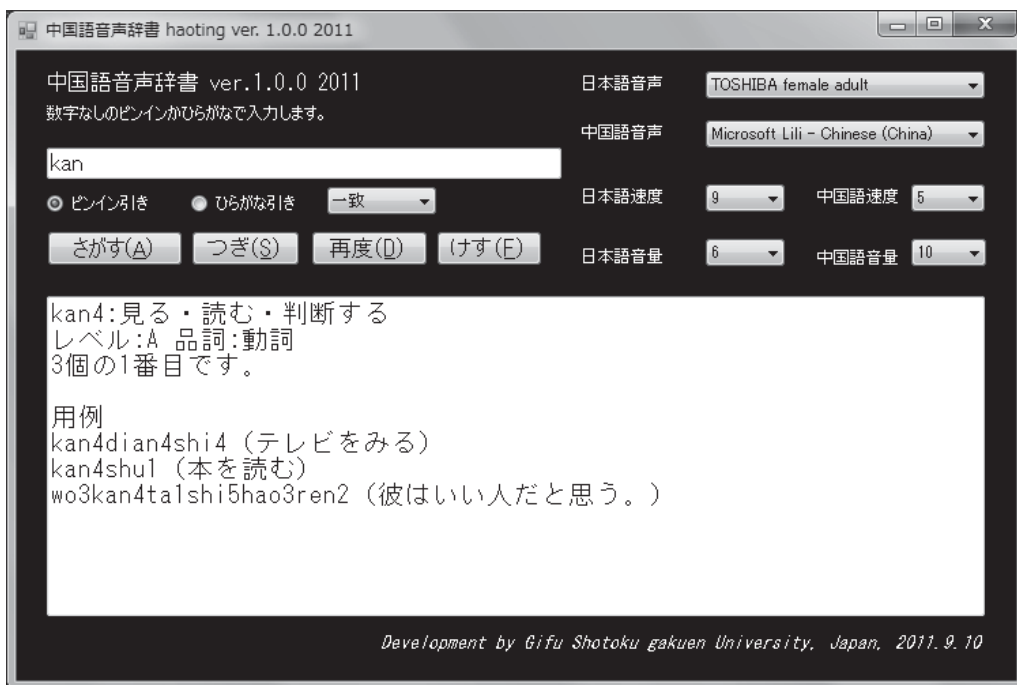 中国語音声辞書 haoting ver. 1.0.0 2011
中国語音声辞書 ver.1.0.0 2011
数字なしのピンインかひらがなで入力します。
kan
ピンイン引き ひらがな引き 一致
さがす(A) つぎ(S) 再度(D) けす(F)
日本語音声 TOSHIBA female adult
中国語音声 Microsoft Lili - Chinese (China)
日本語速度 9 中国語速度 5
日本語音量 6 中国語音量 10
kan4:見る・読む・判断する
レベル:A 品詞:動詞
3個の1番目です。
用例
kan4dian4shi4 (テレビをみる)
kan4shu1 (本を読む)
wo3kan4ta1shi5hao3ren2 (彼はいい人だと思う。)
Development by Gifu Shotoku gakuen University, Japan, 2011.9.10